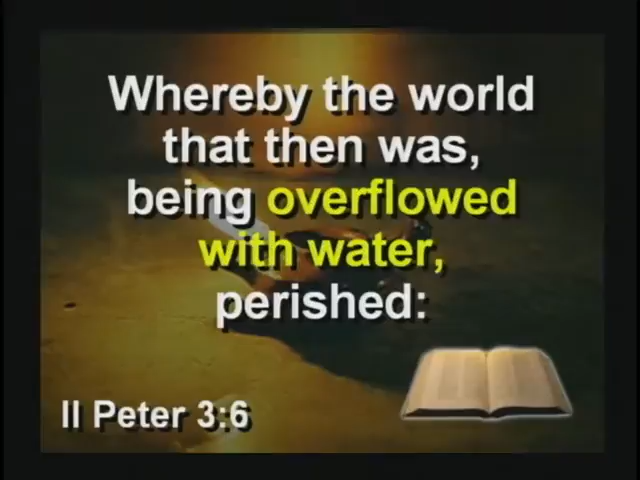 Whereby the world
that then was,
being overflowed
with water,
perished:
II Peter 3:6